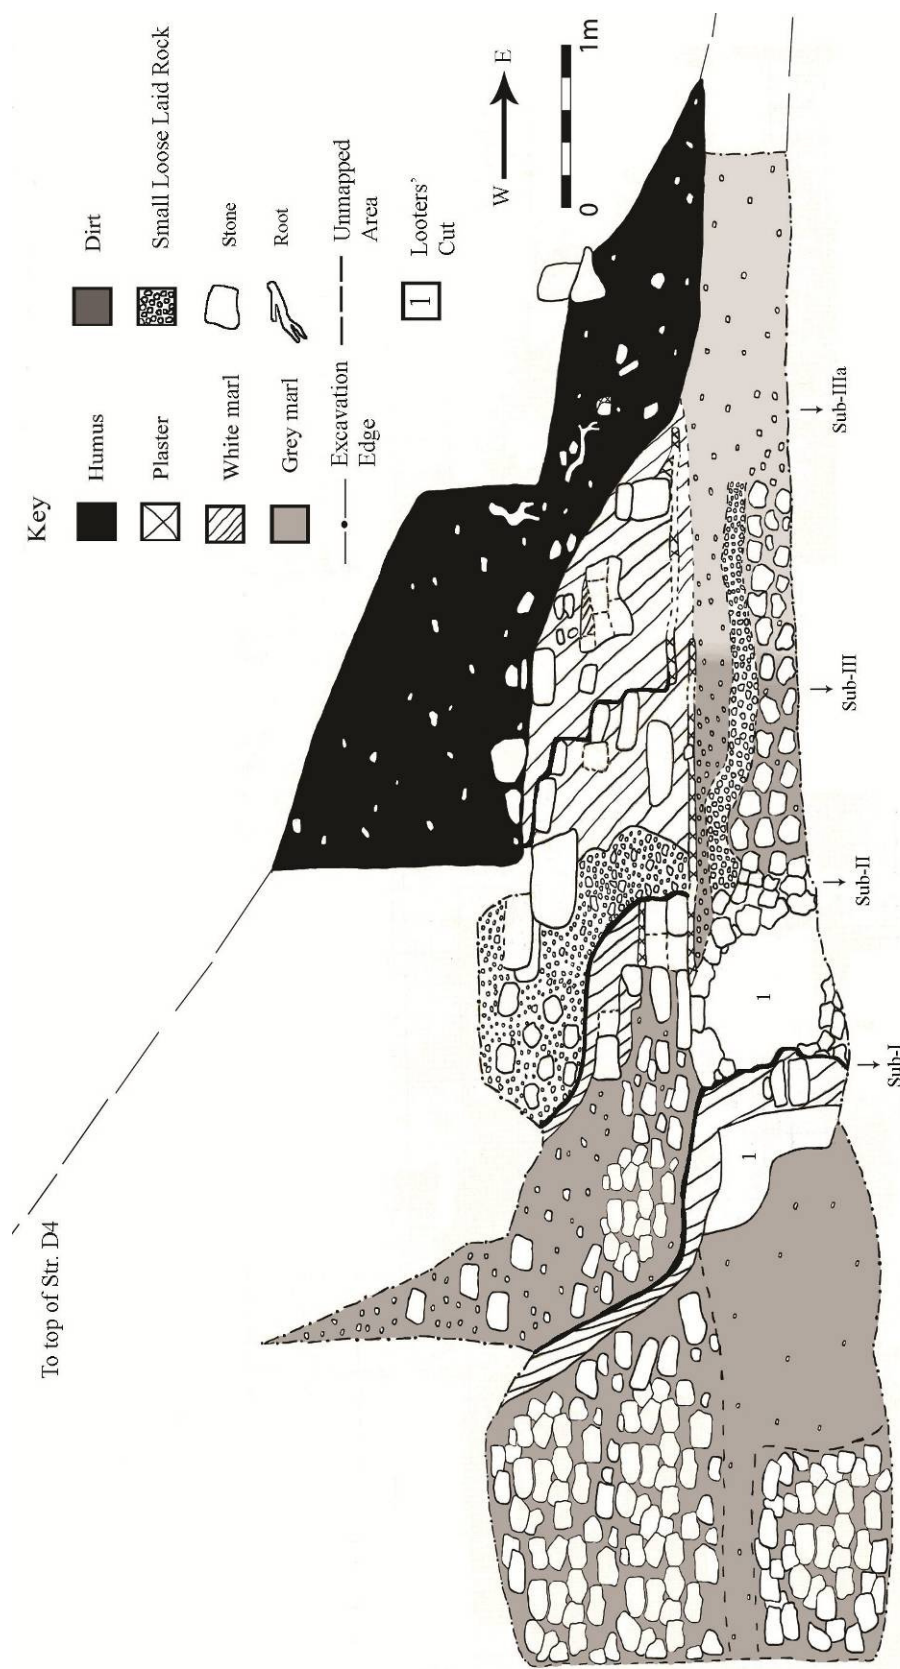 To top of Str. D4
Key
Humus
Dirt
Plaster
Small Loose Laid Rock
White marl
Stone
Grey marl
Root
Excavation
Edge
Unmapped
Area
1
Looters'
Cut
W
E
0
1m
1
1
Sub-I
Sub-II
Sub-III
Sub-IIIa